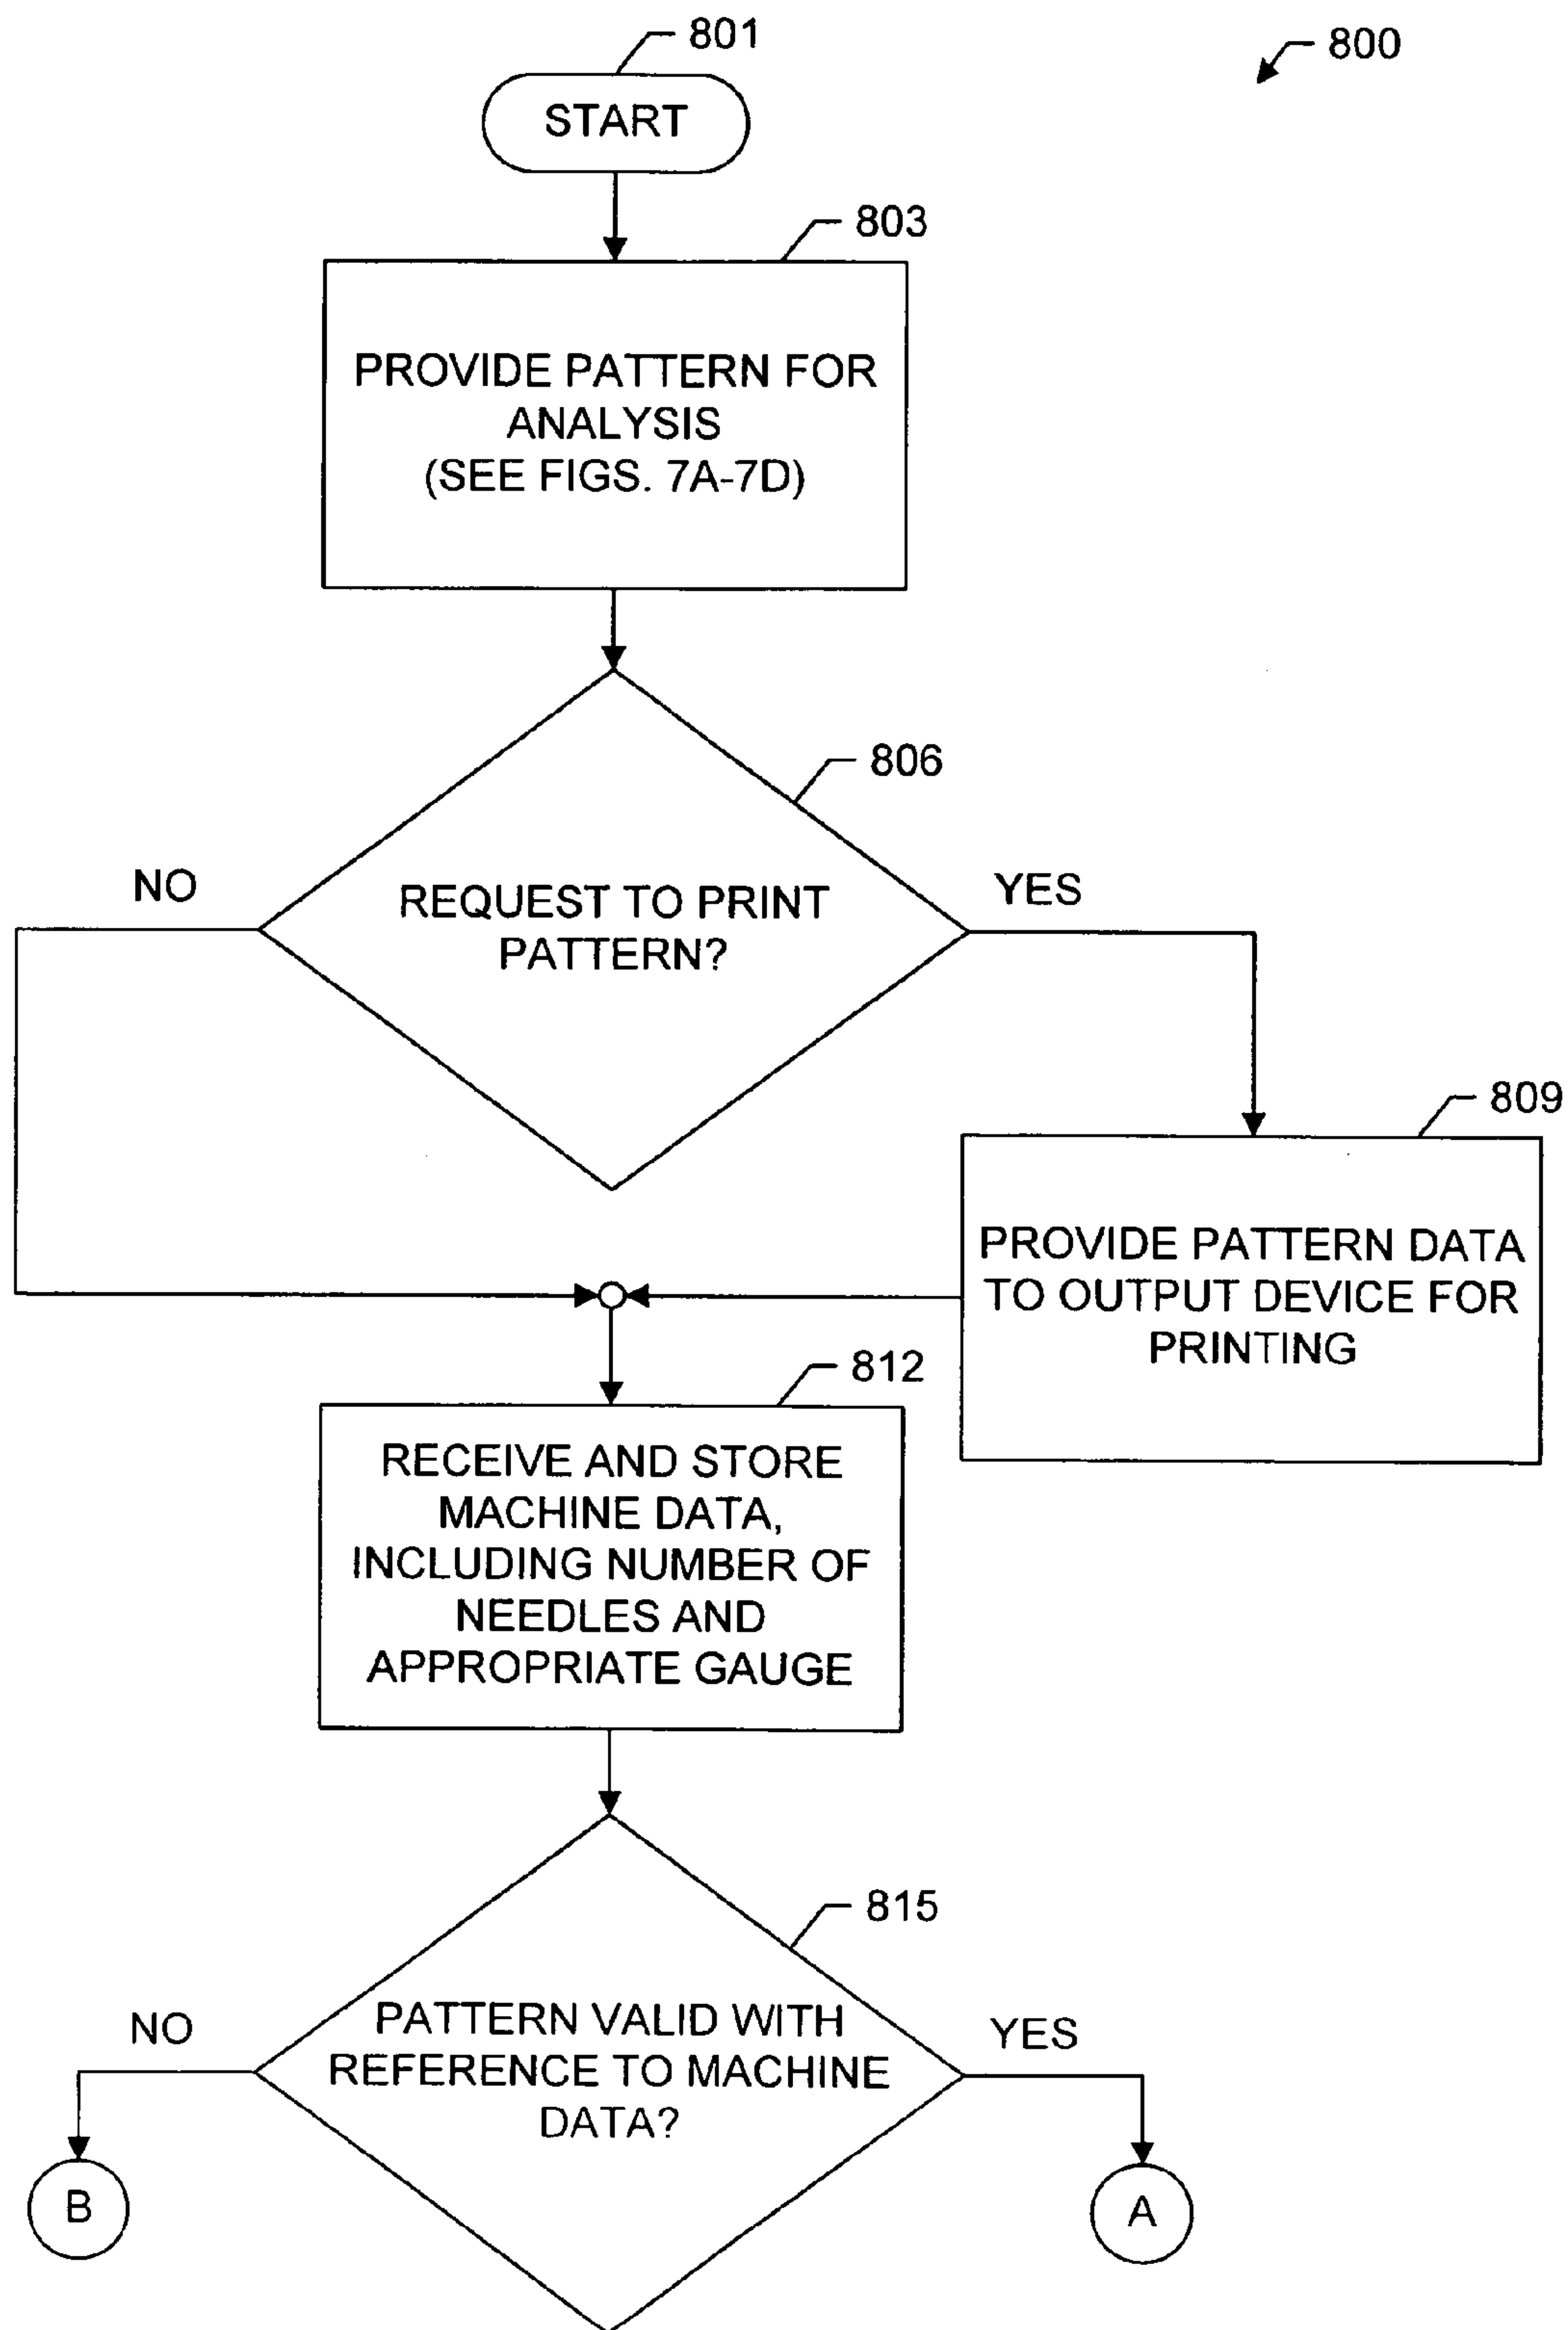 801
800
START
803
PROVIDE PATTERN FOR
ANALYSIS
(SEE FIGS. 7A-7D)
806
NO
REQUEST TO PRINT
PATTERN?
YES
809
PROVIDE PATTERN DATA
TO OUTPUT DEVICE FOR
PRINTING
812
RECEIVE AND STORE
MACHINE DATA,
INCLUDING NUMBER OF
NEEDLES AND
APPROPRIATE GAUGE
815
NO
PATTERN VALID WITH
REFERENCE TO MACHINE
DATA?
YES
B
A